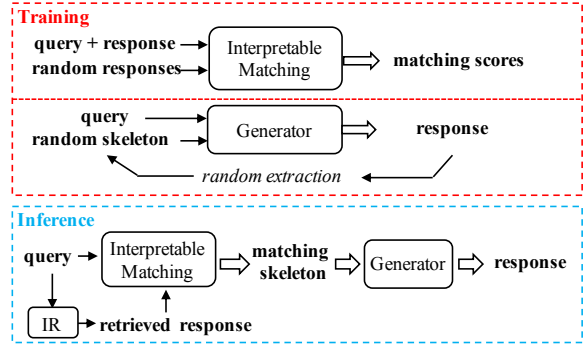 Training
query + response
random responses
Interpretable
Matching
matching scores
query
random skeleton
Generator
response
random extraction
Inference
query
Interpretable
Matching
matching
skeleton
Generator
response
IR
retrieved response